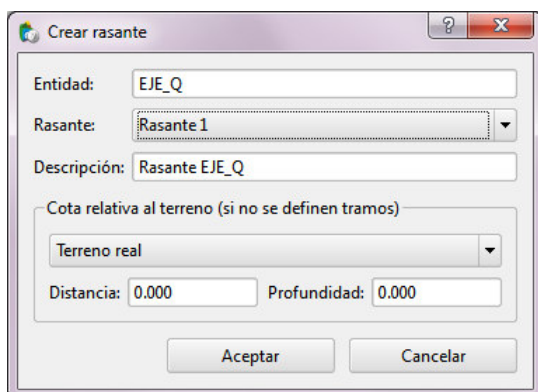 Crear rasante
Entidad: EJE_Q
Rasante: Rasante 1
Descripción: Rasante EJE_Q
Cota relativa al terreno (si no se definen tramos)
Terreno real
Distancia: 0.000 Profundidad: 0.000
Aceptar Cancelar